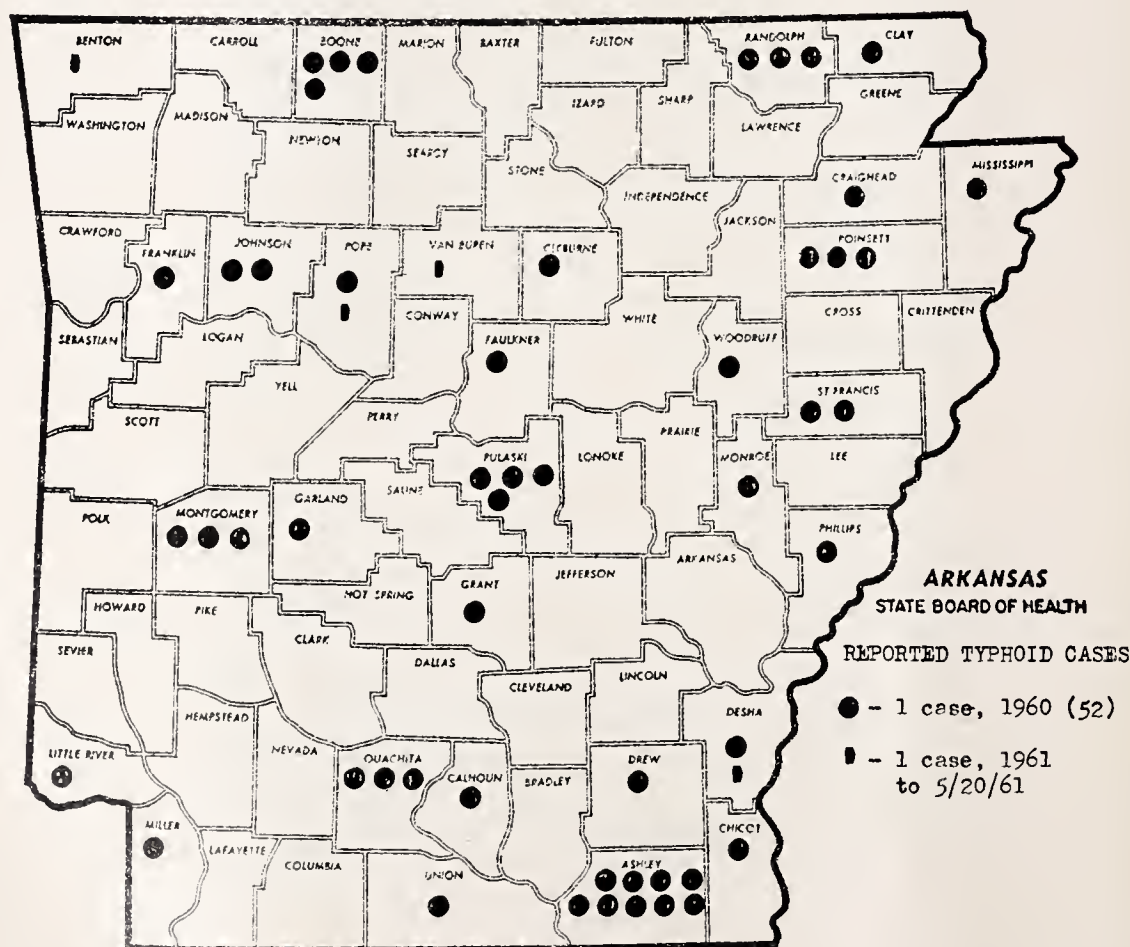 BENTON
CARROLL
BOONE
MARION
BAXTER
FULTON
RANDOLPH
CLAY
WASHINGTON
MADISON
NEWTON
SEARCY
STONE
IZARD
SHARP
LAWRENCE
GREENE
CRAIGHEAD
MISSISSIPPI
INDEPENDENCE
JACKSON
CRAWFORD
FRANKLIN
JOHNSON
POPE
VAN BUREN
CLEBURNE
POINSETT
SEBASTIAN
LOGAN
CONWAY
FAULKNER
WHITE
WOODRUFF
CROSS
CRITTENDEN
SCOTT
YELL
PERRY
PULASKI
LONOKE
PRAIRIE
MONROE
ST FRANCIS
LEE
POLK
MONTGOMERY
GARLAND
SALINE
PHILLIPS
HOWARD
PIKE
HOT SPRING
GRANT
JEFFERSON
ARKANSAS
SEVIER
CLARK
DALLAS
CLEVELAND
LINCOLN
DESHA
HEMPSTEAD
LITTLE RIVER
NEVADA
OUACHITA
CALHOUN
BRADLEY
DREW
MILLER
LAFAYETTE
COLUMBIA
UNION
ASHLEY
CHICOT
ARKANSAS
STATE BOARD OF HEALTH
REPORTED TYPHOID CASES
- 1 case, 1960 (52)
- 1 case, 1961
to 5/20/61